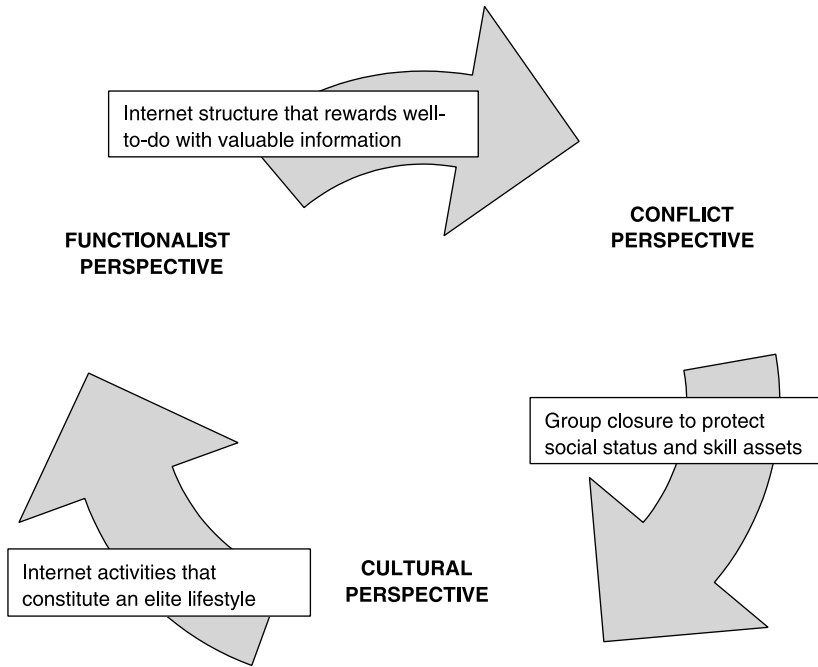 Internet structure that rewards well-
to-do with valuable information
FUNCTIONALIST
PERSPECTIVE
CONFLICT
PERSPECTIVE
Group closure to protect
social status and skill assets
Internet activities that
constitute an elite lifestyle
CULTURAL
PERSPECTIVE